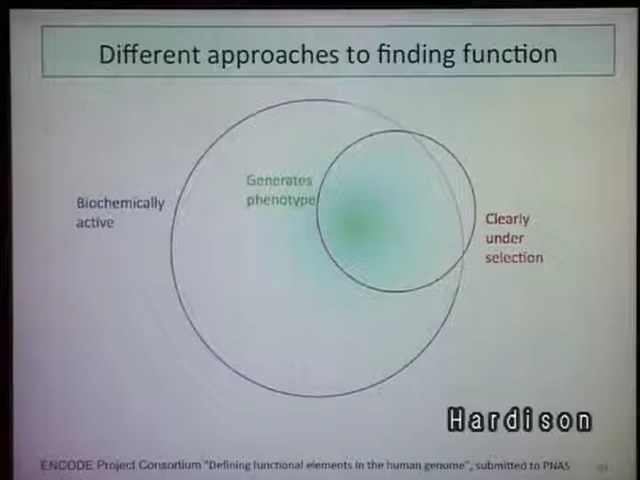 Different approaches to finding function
Generates
phenotype
Biochemically
active
Clearly
under
selection
Hardison
ENCODE Project Consortium "Defining functional elements in the human genome", submitted to PNAS